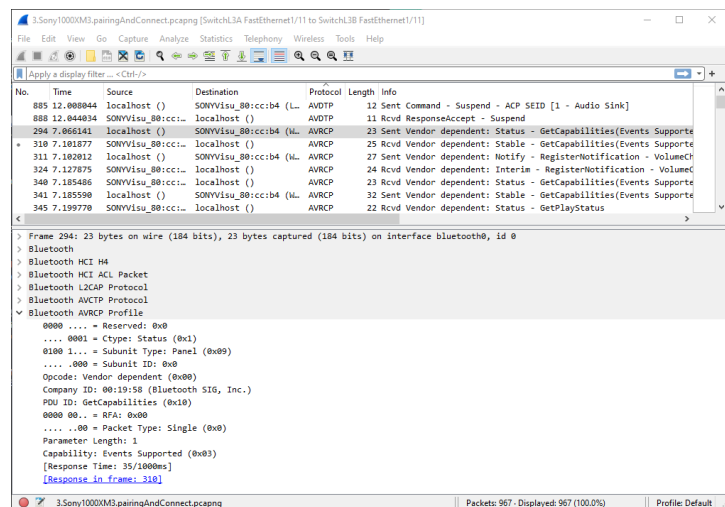 3.Sony1000XM3.pairingAndConnect.pcapng [SwitchL3A FastEthernet1/11 to SwitchL3B FastEthernet1/11]
File Edit View Go Capture Analyze Statistics Telephony Wireless Tools Help
Apply a display filter ... <Ctrl-/>
No. Time Source Destination Protocol Length Info
885 12.008044 localhost () SONYVisu_80:cc:b4 (L… AVDTP 12 Sent Command - Suspend - ACP SEID [1 - Audio Sink]
888 12.044034 SONYVisu_80:cc:… localhost () AVDTP 11 Rcvd ResponseAccept - Suspend
294 7.066141 localhost () SONYVisu_80:cc:b4 (W… AVRCP 23 Sent Vendor dependent: Status - GetCapabilities(Events Supporte
310 7.101877 SONYVisu_80:cc:… localhost () AVRCP 25 Rcvd Vendor dependent: Stable - GetCapabilities(Events Supporte
311 7.102012 localhost () SONYVisu_80:cc:b4 (W… AVRCP 27 Sent Vendor dependent: Notify - RegisterNotification - VolumeCh
324 7.127875 SONYVisu_80:cc:… localhost () AVRCP 24 Rcvd Vendor dependent: Interim - RegisterNotification - VolumeC
340 7.185486 SONYVisu_80:cc:… localhost () AVRCP 23 Rcvd Vendor dependent: Status - GetCapabilities(Events Supporte
341 7.185590 localhost () SONYVisu_80:cc:b4 (W… AVRCP 32 Sent Vendor dependent: Stable - GetCapabilities(Events Supporte
345 7.199770 SONYVisu_80:cc:… localhost () AVRCP 22 Rcvd Vendor dependent: Status - GetPlayStatus
Frame 294: 23 bytes on wire (184 bits), 23 bytes captured (184 bits) on interface bluetooth0, id 0
Bluetooth
Bluetooth HCI H4
Bluetooth HCI ACL Packet
Bluetooth L2CAP Protocol
Bluetooth AVCTP Protocol
Bluetooth AVRCP Profile
0000 .... = Reserved: 0x0
.... 0001 = Ctype: Status (0x1)
0100 1... = Subunit Type: Panel (0x09)
.... .000 = Subunit ID: 0x0
Opcode: Vendor dependent (0x00)
Company ID: 00:19:58 (Bluetooth SIG, Inc.)
PDU ID: GetCapabilities (0x10)
0000 00.. = RFA: 0x00
.... ..00 = Packet Type: Single (0x0)
Parameter Length: 1
Capability: Events Supported (0x03)
[Response Time: 35/1000ms]
[Response in frame: 310]
3.Sony1000XM3.pairingAndConnect.pcapng Packets: 967 · Displayed: 967 (100.0%) Profile: Default